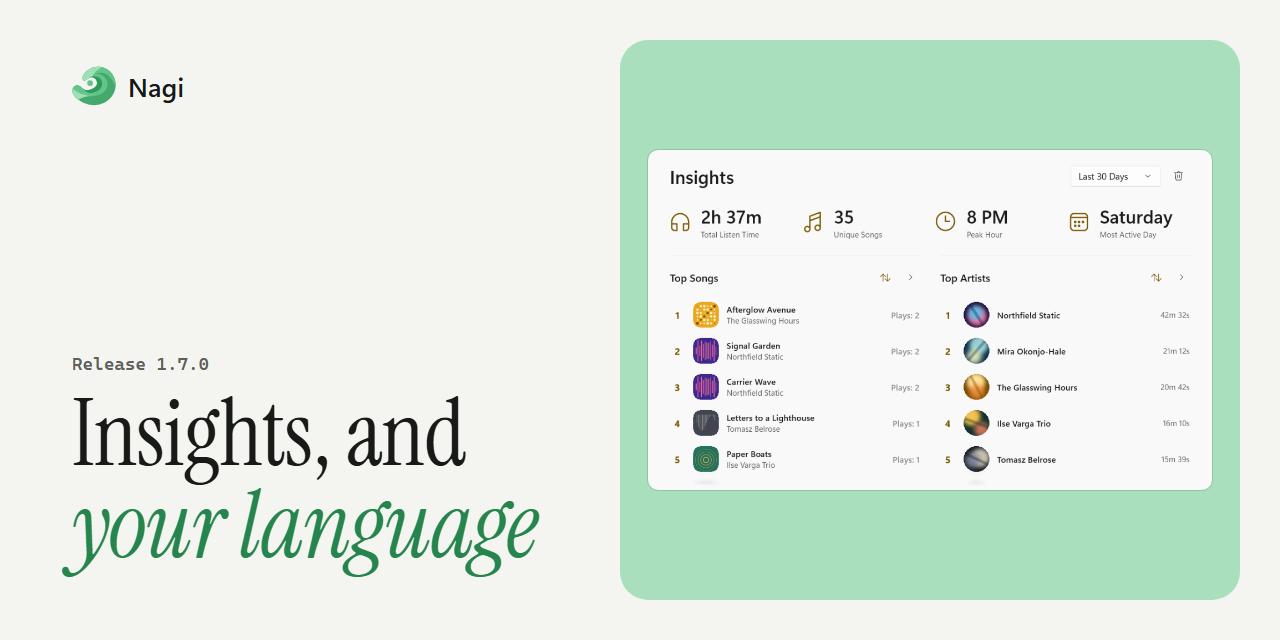 Nagi
Release 1.7.0
Insights, and
your language
Insights
Last 30 Days
2h 37m
Total Listen Time
35
Unique Songs
8 PM
Peak Hour
Saturday
Most Active Day
Top Songs
1
Afterglow Avenue
The Glasswing Hours
Plays: 2
2
Signal Garden
Northfield Static
Plays: 2
3
Carrier Wave
Northfield Static
Plays: 2
4
Letters to a Lighthouse
Tomasz Belrose
Plays: 1
5
Paper Boats
Ilse Varga Trio
Plays: 1
Top Artists
1
Northfield Static
42m 32s
2
Mira Okonjo-Hale
21m 12s
3
The Glasswing Hours
20m 42s
4
Ilse Varga Trio
16m 10s
5
Tomasz Belrose
15m 39s